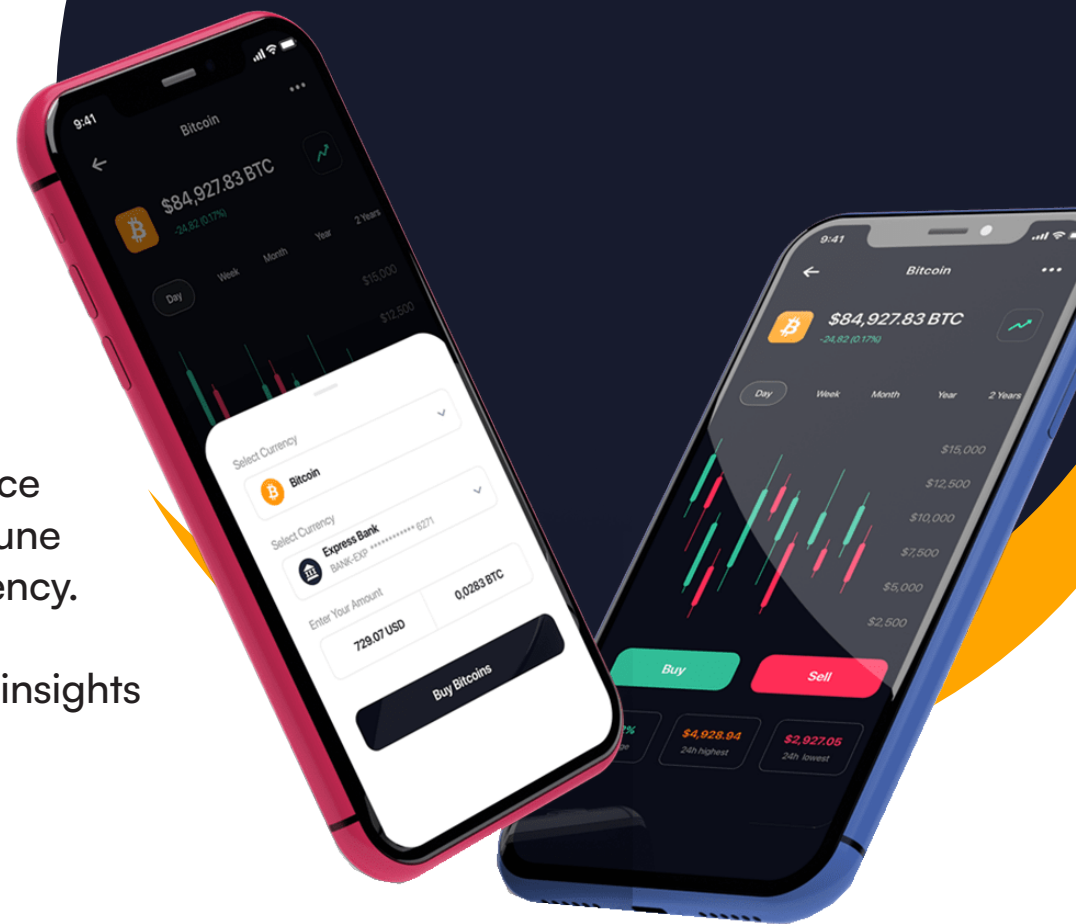 9:41
Bitcoin
$84,927.83 BTC
-24,82 (0.17%)
Day Week Month Year 2 Years
$15,000
$12,500
Select Currency
Bitcoin
Select Currency
Express Bank
BANK-EXP ************ 6271
Enter Your Amount
729.07 USD 0,0283 BTC
Buy Bitcoins
ce
une
ency.
insights
9:41
Bitcoin
$84,927.83 BTC
-24,82 (0.17%)
Day Week Month Year 2 Years
$15,000
$12,500
$10,000
$7,500
$5,000
$2,500
Buy Sell
2% $4,928.94 $2,927.05
ge 24h highest 24h lowest